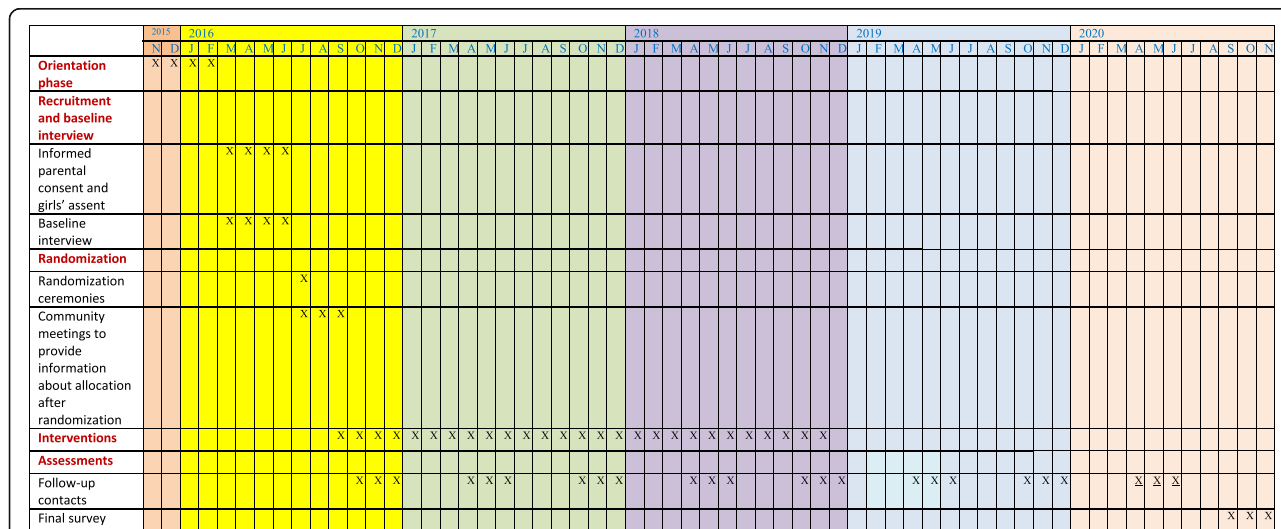 2015 2016 2017 2018 2019 2020
N D J F M A M J J A S O N D J F M A M J J A S O N D J F M A M J J A S O N D J F M A M J J A S O N D J F M A M J J A S O N
Orientation X X X X
phase
Recruitment
and baseline
interview
Informed X X X X
parental
consent and
girls' assent
Baseline X X X X
interview
Randomization
Randomization X
ceremonies
Community X X X
meetings to
provide
information
about allocation
after
randomization
Interventions X X X X X X X X X X X X X X X X X X X X X X X X X X X
Assessments
Follow-up X X X X X X X X X X X X X X X X X X X X X X X X
contacts
Final survey X X X